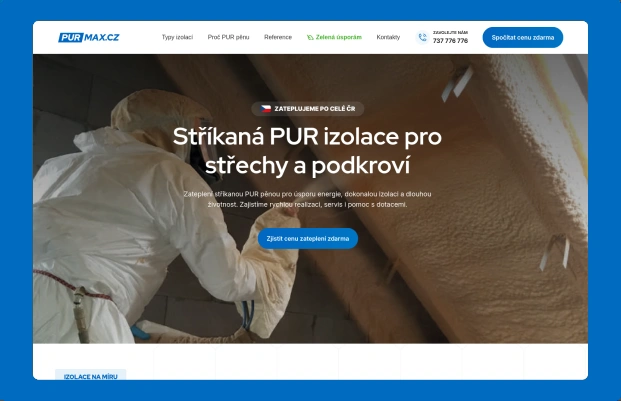 PUR MAX.CZ
Typy izolací
Proč PUR pěnu
Reference
Zelená úsporám
Kontakty
ZAVOLEJTE NÁM
737 776 776
Spočítat cenu zdarma
ZATEPLUJEME PO CELÉ ČR
Stříkaná PUR izolace pro
střechy a podkroví
Zateplení stříkanou PUR pěnou pro úsporu energie, dokonalou izolaci a dlouhou
životnost. Zajistíme rychlou realizaci, servis i pomoc s dotacemi.
Zjistit cenu zateplení zdarma
IZOLACE NA MÍRU